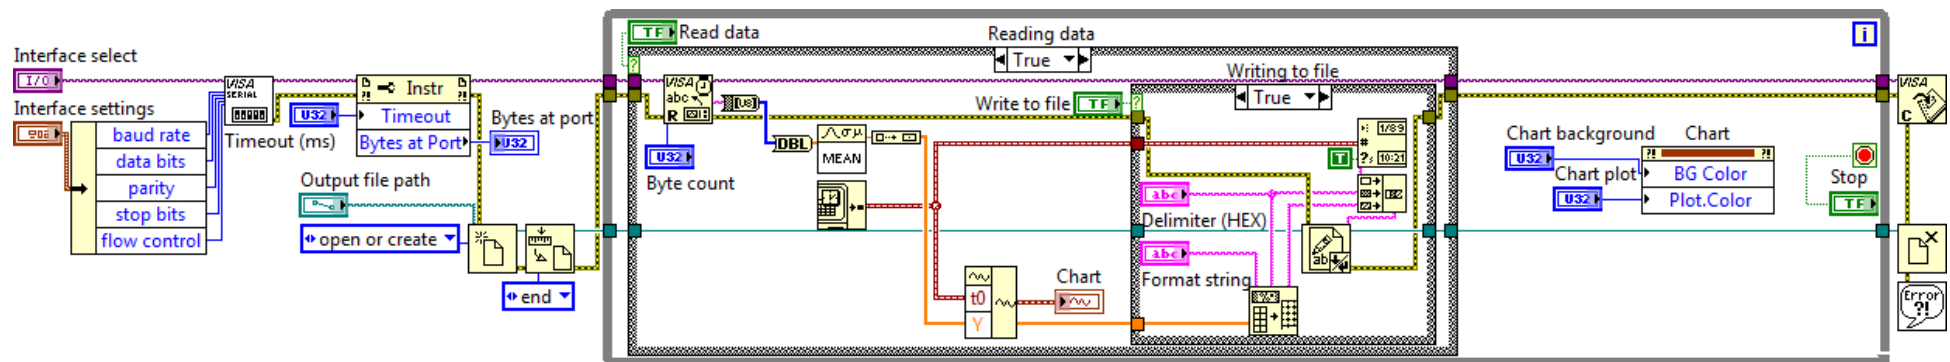 Interface select
I/O
Interface settings
baud rate
data bits
parity
stop bits
flow control
VISA
SERIAL
Timeout (ms)
U32
Instr
Timeout
Bytes at Port
Bytes at port
U32
Output file path
open or create
end
TF
Read data
Reading data
True
VISA
abc
R
U32
Byte count
[U8]
DBL
MEAN
σ μ
t0
Y
Chart
Write to file
TF
Writing to file
True
T
1/89
#
?
10:21
abc
Delimiter (HEX)
abc
Format string
ab
i
Chart background
U32
Chart plot
U32
Chart
BG Color
Plot.Color
Stop
TF
VISA
C
Error
?!